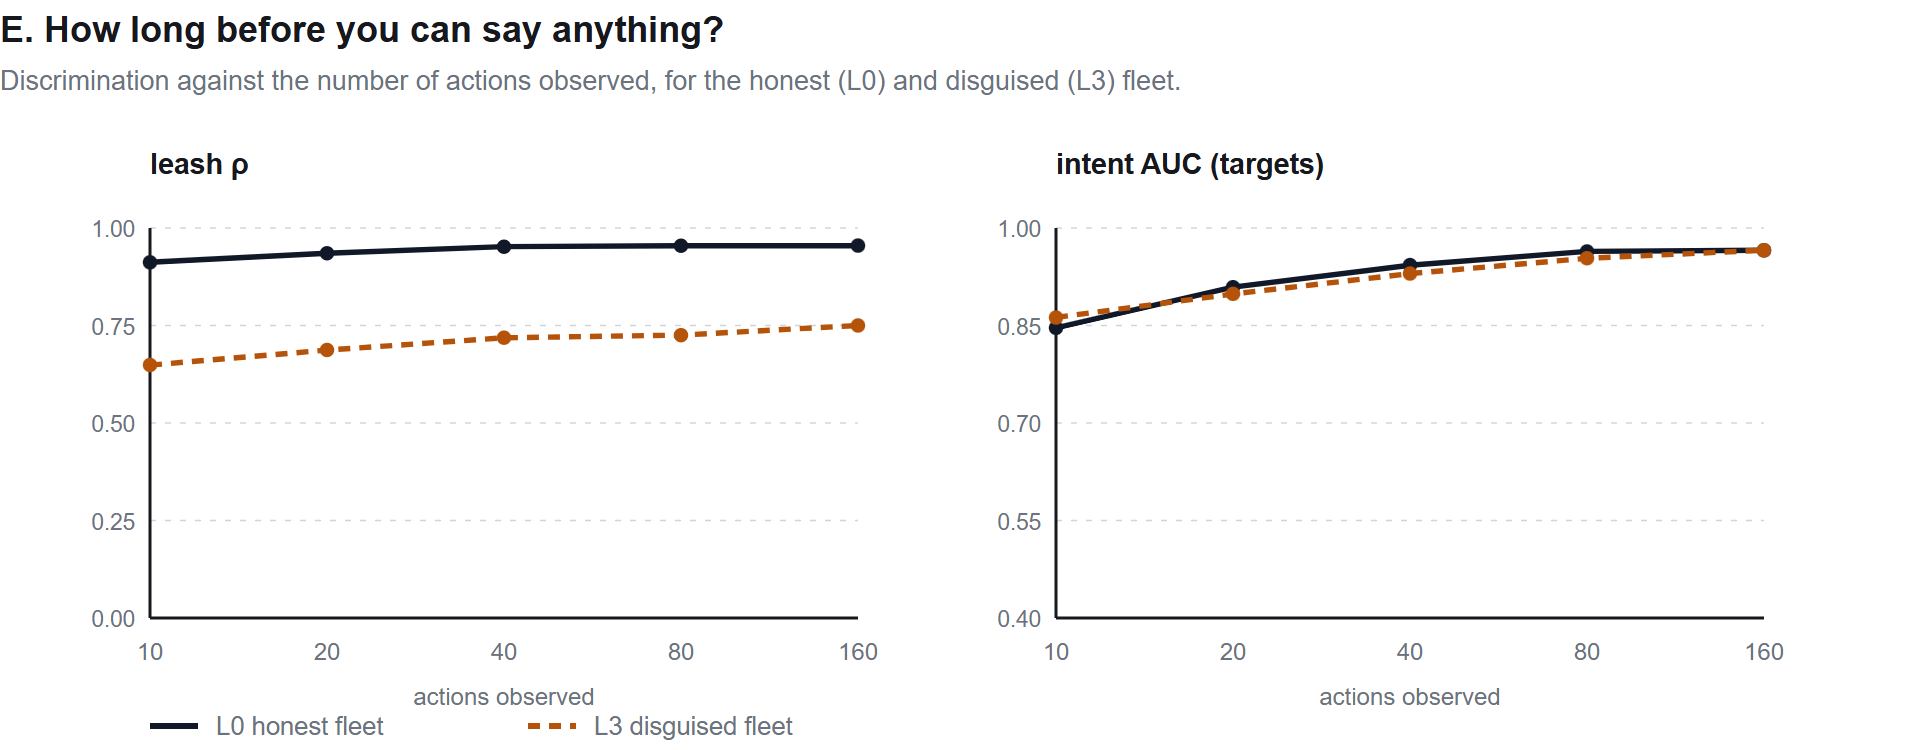 E. How long before you can say anything?
Discrimination against the number of actions observed, for the honest (L0) and disguised (L3) fleet.
leash ρ
1.00
0.75
0.50
0.25
0.00
10 20 40 80 160
actions observed
intent AUC (targets)
1.00
0.85
0.70
0.55
0.40
10 20 40 80 160
actions observed
L0 honest fleet L3 disguised fleet